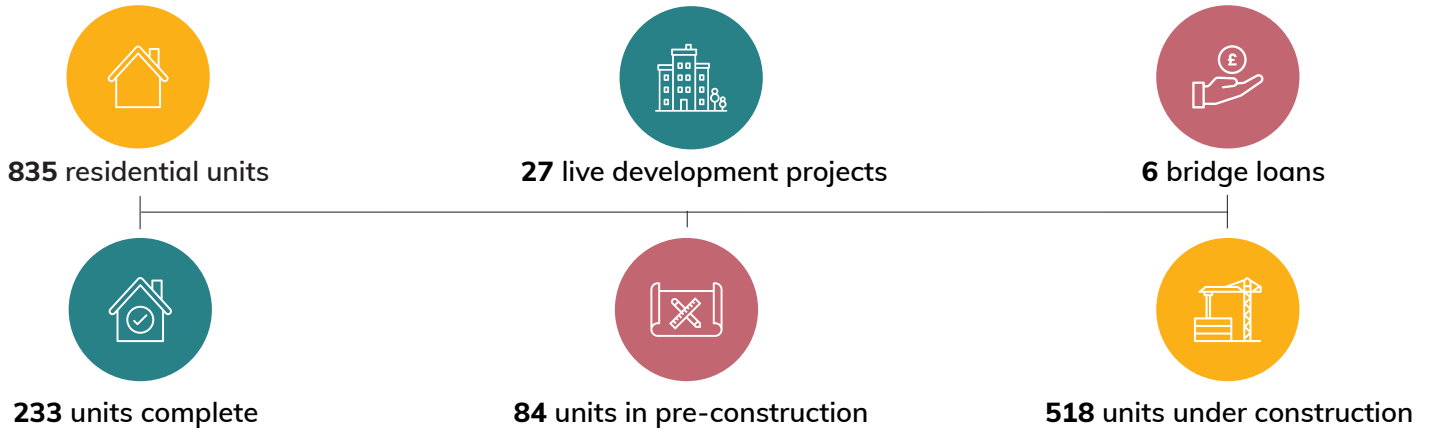 £
835 residential units
27 live development projects
6 bridge loans
233 units complete
84 units in pre-construction
518 units under construction